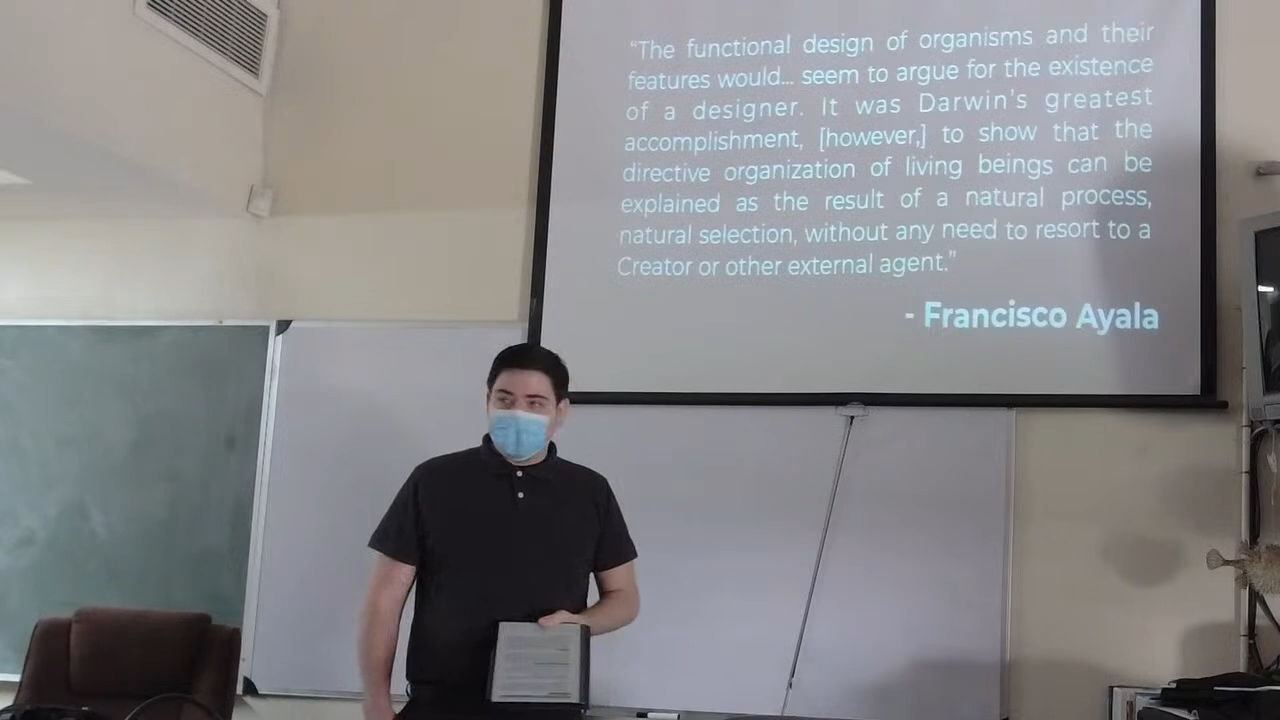 “The functional design of organisms and their
features would... seem to argue for the existence
of a designer. It was Darwin’s greatest
accomplishment, [however,] to show that the
directive organization of living beings can be
explained as the result of a natural process,
natural selection, without any need to resort to a
Creator or other external agent.”
- Francisco Ayala